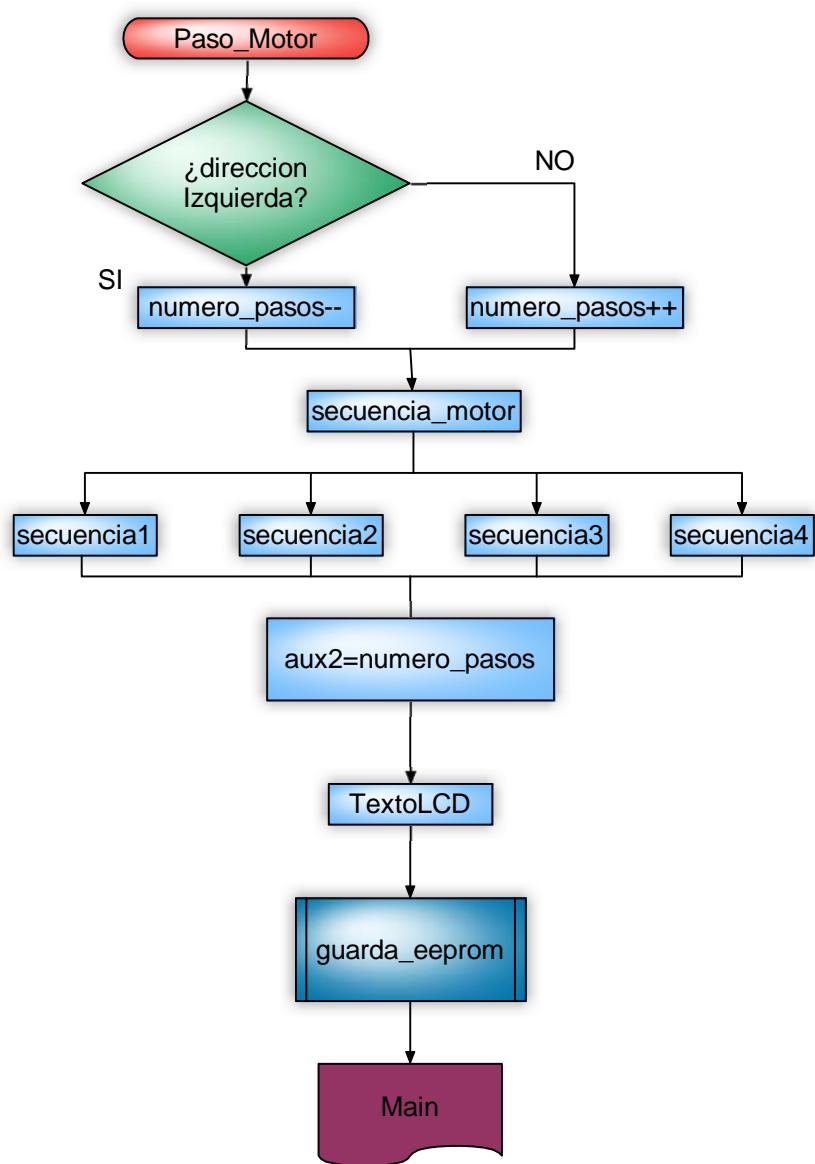 Paso_Motor
¿direccion
Izquierda?
NO
SI
numero_pasos--
numero_pasos++
secuencia_motor
secuencia1
secuencia2
secuencia3
secuencia4
aux2=numero_pasos
TextoLCD
guarda_eeprom
Main